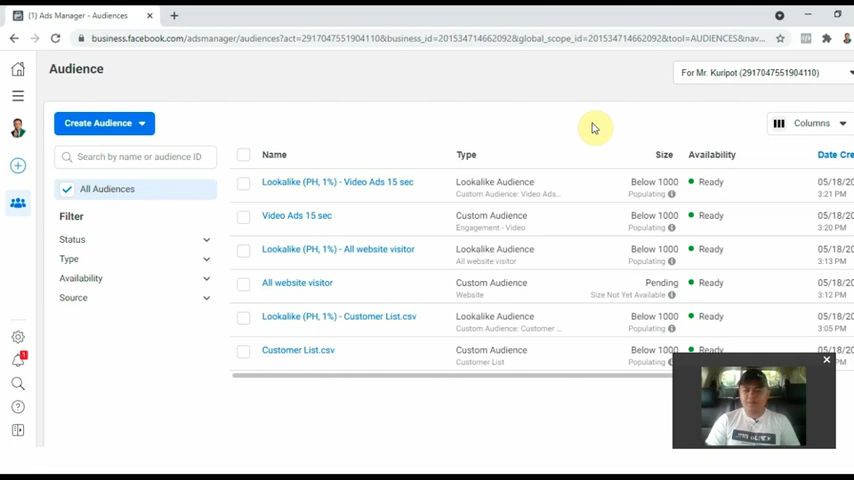 (1) Ads Manager - Audiences
business.facebook.com/adsmanager/audiences?act=2917047551904110&business_id=201534714662092&global_scope_id=201534714662092&tool=AUDIENCES&nav...
Audience
For Mr. Kuripot (2917047551904110)
Create Audience
Columns
Search by name or audience ID
Name Type Size Availability Date Cre
All Audiences
Lookalike (PH, 1%) - Video Ads 15 sec Lookalike Audience Below 1000 Ready 05/18/20
Custom Audience: Video Ads... Populating 3:21 PM
Filter
Video Ads 15 sec Custom Audience Below 1000 Ready 05/18/20
Engagement - Video Populating 3:20 PM
Status
Lookalike (PH, 1%) - All website visitor Lookalike Audience Below 1000 Ready 05/18/20
All website visitor Populating 3:13 PM
Type
Availability
All website visitor Custom Audience Pending Ready 05/18/20
Website Size Not Yet Available 3:12 PM
Source
Lookalike (PH, 1%) - Customer List.csv Lookalike Audience Below 1000 Ready 05/18/20
Custom Audience: Customer ... Populating 3:05 PM
Customer List.csv Custom Audience Below 1000 Ready 05/18/20
Customer List Populating
1